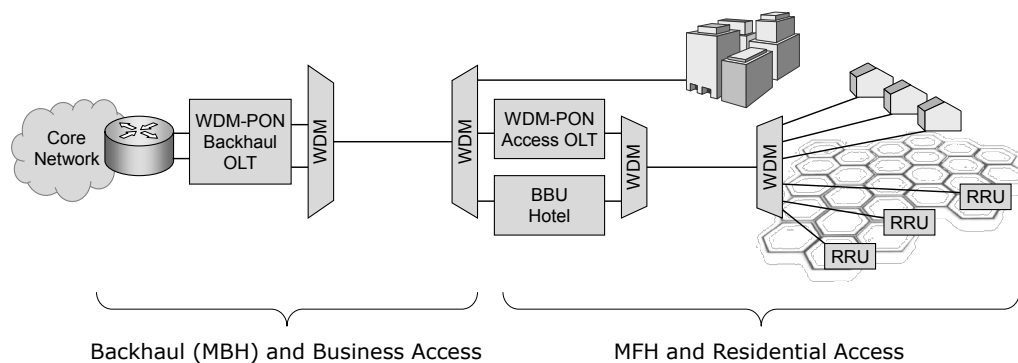 Core
Network
WDM-PON
Backhaul
OLT
WDM
WDM
WDM-PON
Access OLT
BBU
Hotel
WDM
WDM
RRU
RRU
RRU
Backhaul (MBH) and Business Access
MFH and Residential Access